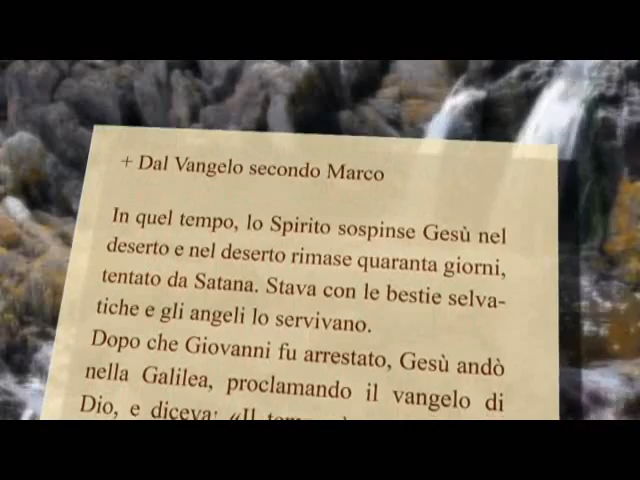 + Dal Vangelo secondo Marco
In quel tempo, lo Spirito sospinse Gesù nel
deserto e nel deserto rimase quaranta giorni,
tentato da Satana. Stava con le bestie selva-
tiche e gli angeli lo servivano.
Dopo che Giovanni fu arrestato, Gesù andò
nella Galilea, proclamando il vangelo di
Dio, e diceva: «Il